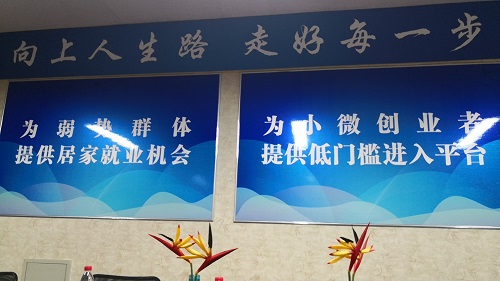 向上人生路 走好每一步
为弱势群体
提供居家就业机会
为小微创业者
提供低门槛进入平台